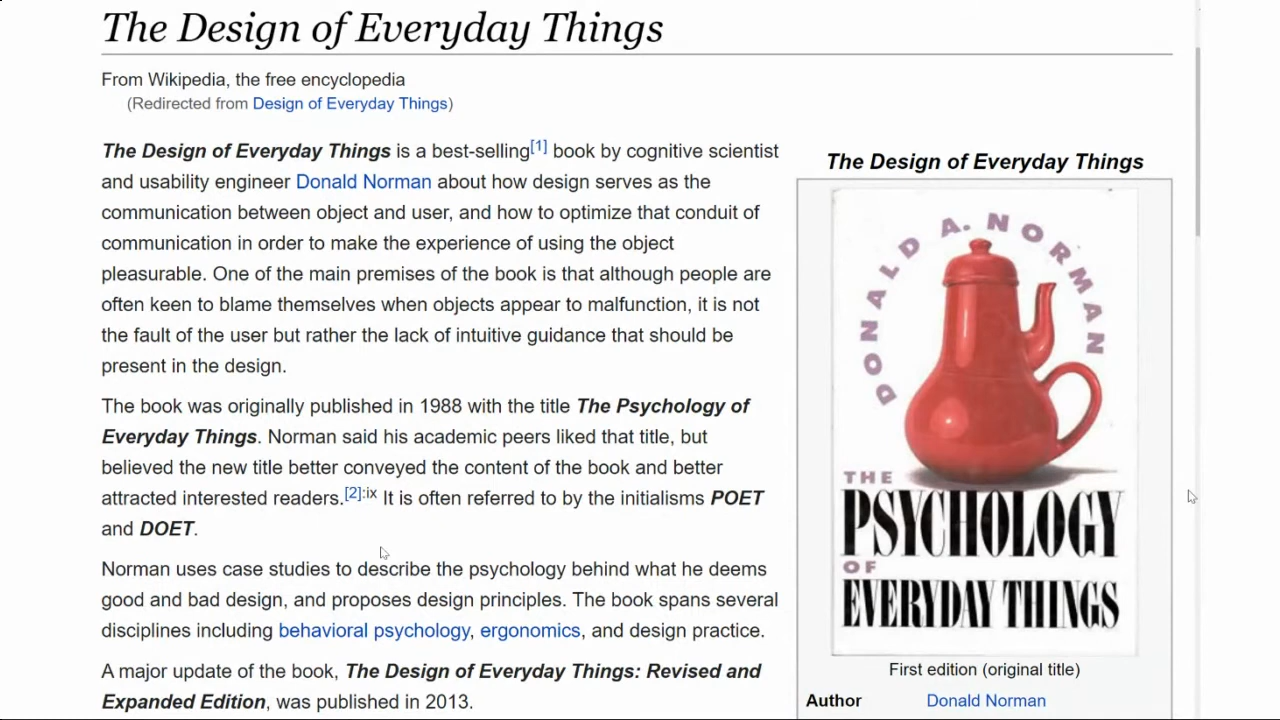 The Design of Everyday Things
From Wikipedia, the free encyclopedia
(Redirected from Design of Everyday Things)
The Design of Everyday Things is a best-selling[1] book by cognitive scientist
and usability engineer Donald Norman about how design serves as the
communication between object and user, and how to optimize that conduit of
communication in order to make the experience of using the object
pleasurable. One of the main premises of the book is that although people are
often keen to blame themselves when objects appear to malfunction, it is not
the fault of the user but rather the lack of intuitive guidance that should be
present in the design.
The book was originally published in 1988 with the title The Psychology of
Everyday Things. Norman said his academic peers liked that title, but
believed the new title better conveyed the content of the book and better
attracted interested readers.[2]:ix It is often referred to by the initialisms POET
and DOET.
Norman uses case studies to describe the psychology behind what he deems
good and bad design, and proposes design principles. The book spans several
disciplines including behavioral psychology, ergonomics, and design practice.
A major update of the book, The Design of Everyday Things: Revised and
Expanded Edition, was published in 2013.
The Design of Everyday Things
DONALD A. NORMAN
THE
PSYCHOLOGY
OF
EVERYDAY THINGS
First edition (original title)
Author Donald Norman